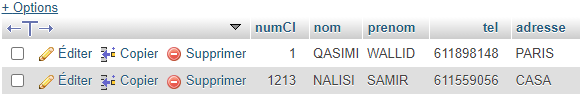 + Options
←T→ numCl nom prenom tel adresse
Éditer Copier Supprimer 1 QASIMI WALLID 611898148 PARIS
Éditer Copier Supprimer 1213 NALISI SAMIR 611559056 CASA